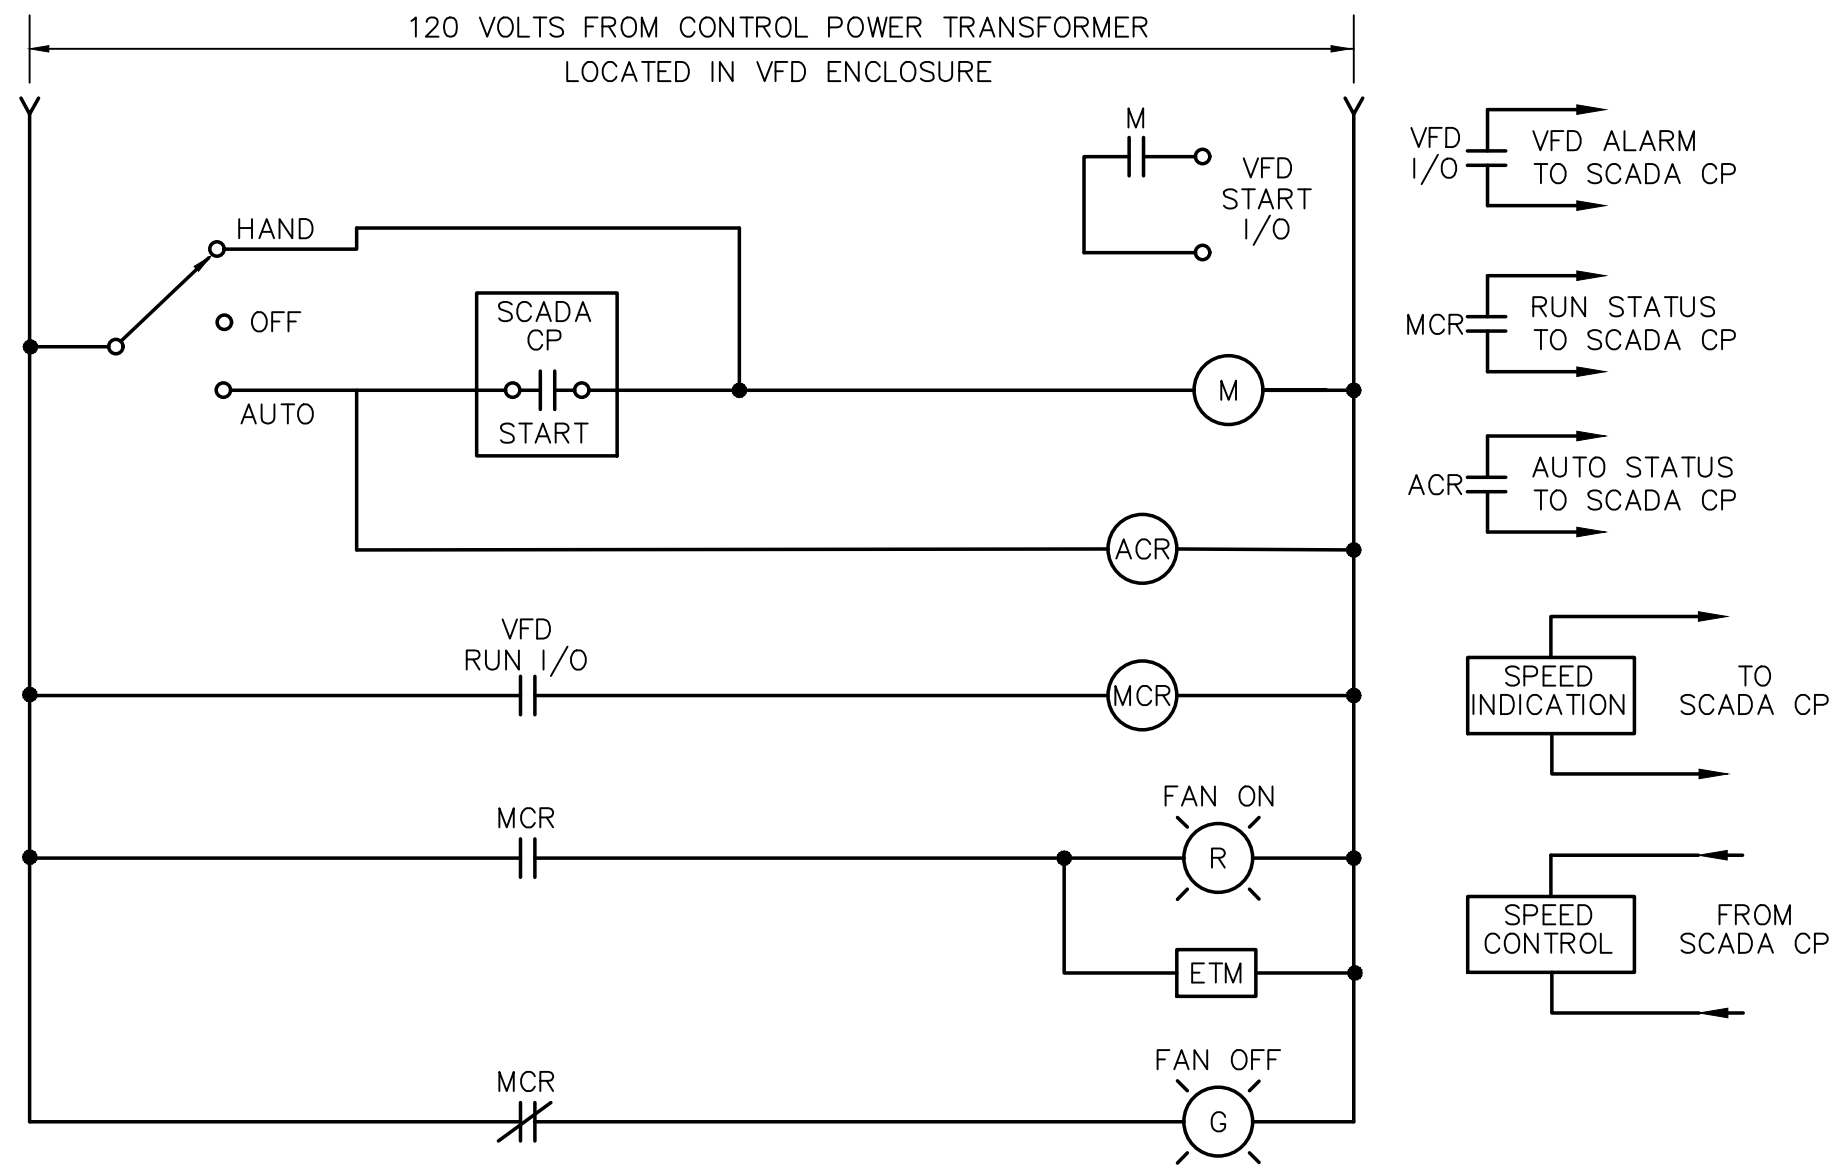 120 VOLTS FROM CONTROL POWER TRANSFORMER
LOCATED IN VFD ENCLOSURE
M
VFD
START
I/O
HAND
OFF
AUTO
SCADA
CP
START
M
ACR
VFD
RUN I/O
MCR
MCR
FAN ON
R
ETM
MCR
FAN OFF
G
VFD
I/O
VFD ALARM
TO SCADA CP
MCR
RUN STATUS
TO SCADA CP
ACR
AUTO STATUS
TO SCADA CP
SPEED
INDICATION
TO
SCADA CP
SPEED
CONTROL
FROM
SCADA CP